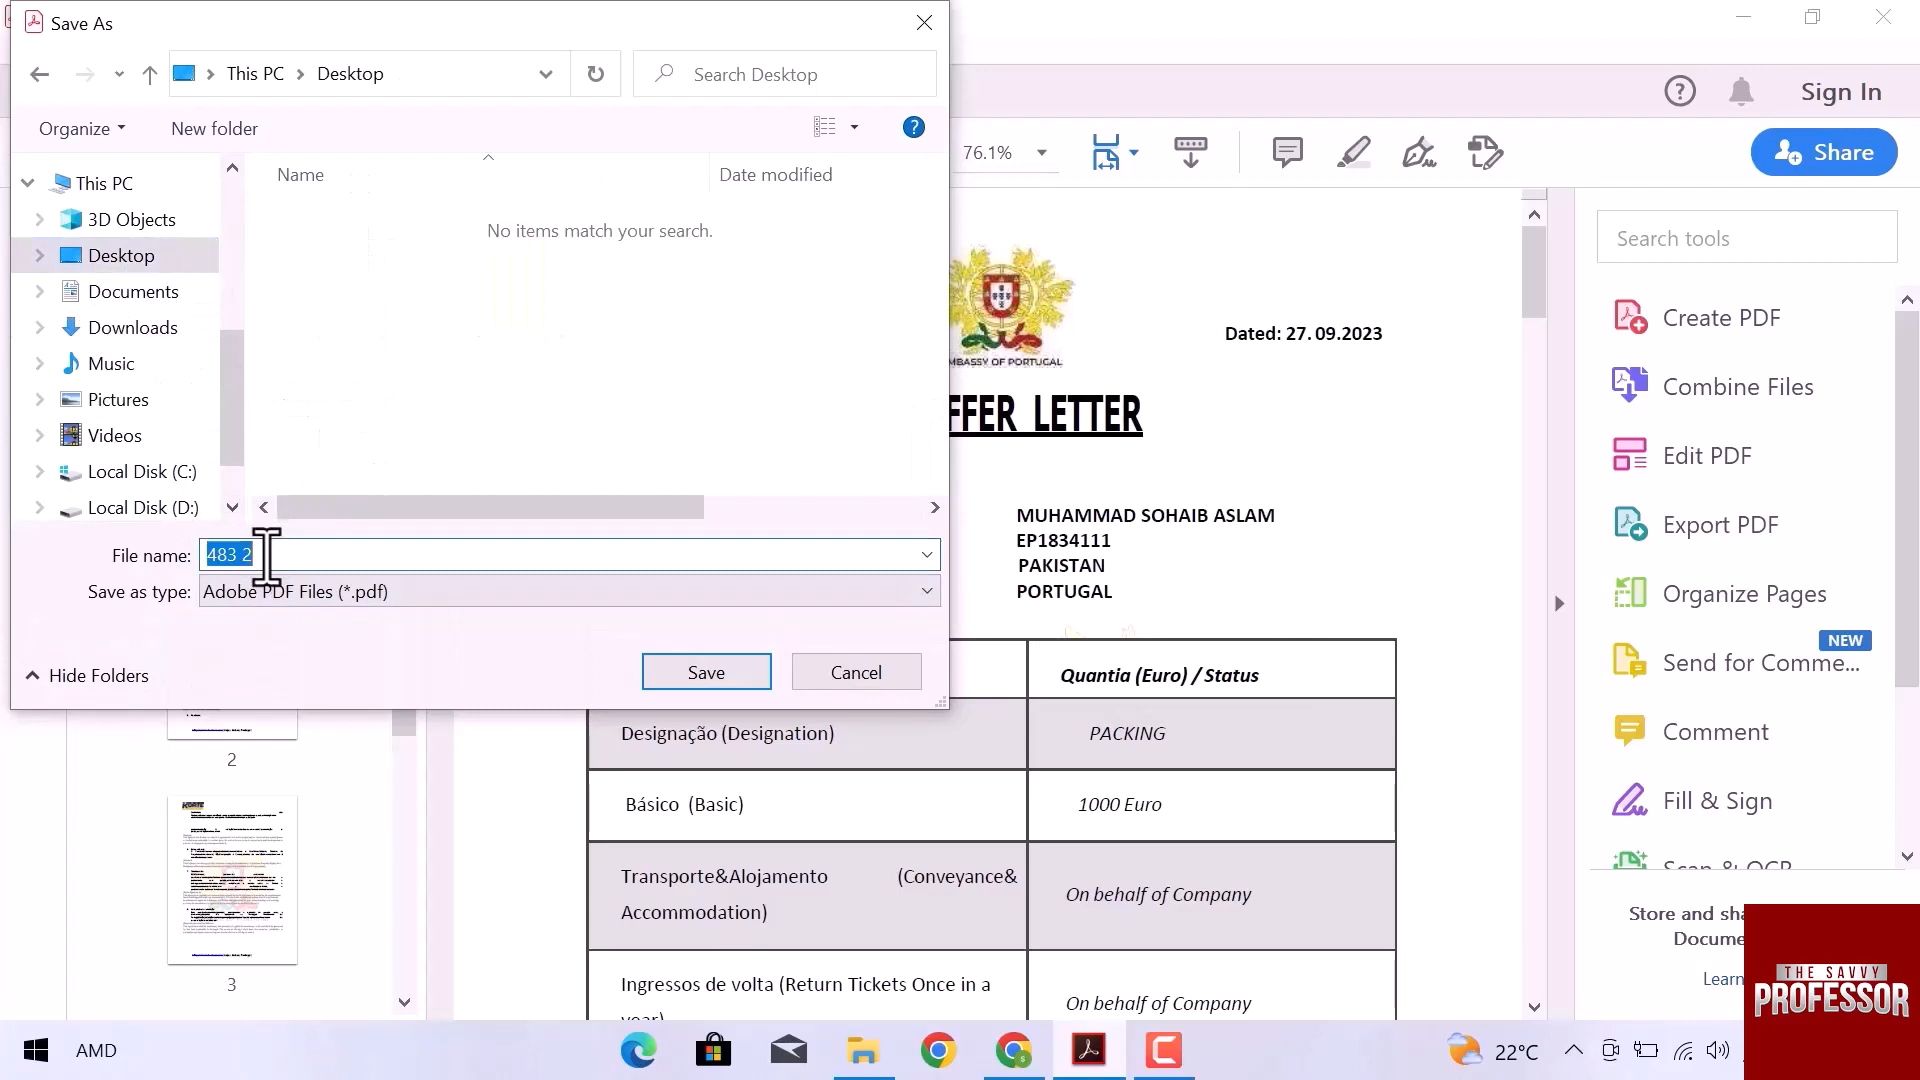 Save As
This PC
Desktop
Search Desktop
Organize
New folder
Name
Date modified
No items match your search.
This PC
3D Objects
Desktop
Documents
Downloads
Music
Pictures
Videos
Local Disk (C:)
Local Disk (D:)
File name: 483 2
Save as type: Adobe PDF Files (*.pdf)
Hide Folders
Save
Cancel
Sign In
76.1%
Share
MBASSY OF PORTUGAL
Dated: 27.09.2023
FFER LETTER
MUHAMMAD SOHAIB ASLAM
EP1834111
PAKISTAN
PORTUGAL
Quantia (Euro) / Status
Designação (Designation)
PACKING
Básico (Basic)
1000 Euro
Transporte&Alojamento (Conveyance&
Accommodation)
On behalf of Company
Ingressos de volta (Return Tickets Once in a
year)
On behalf of Company
2
3
Search tools
Create PDF
Combine Files
Edit PDF
Export PDF
Organize Pages
NEW
Send for Comme...
Comment
Fill & Sign
Scan & OCR
Store and sha
Docume
Learn
THE SAVVY
PROFESSOR
AMD
22°C